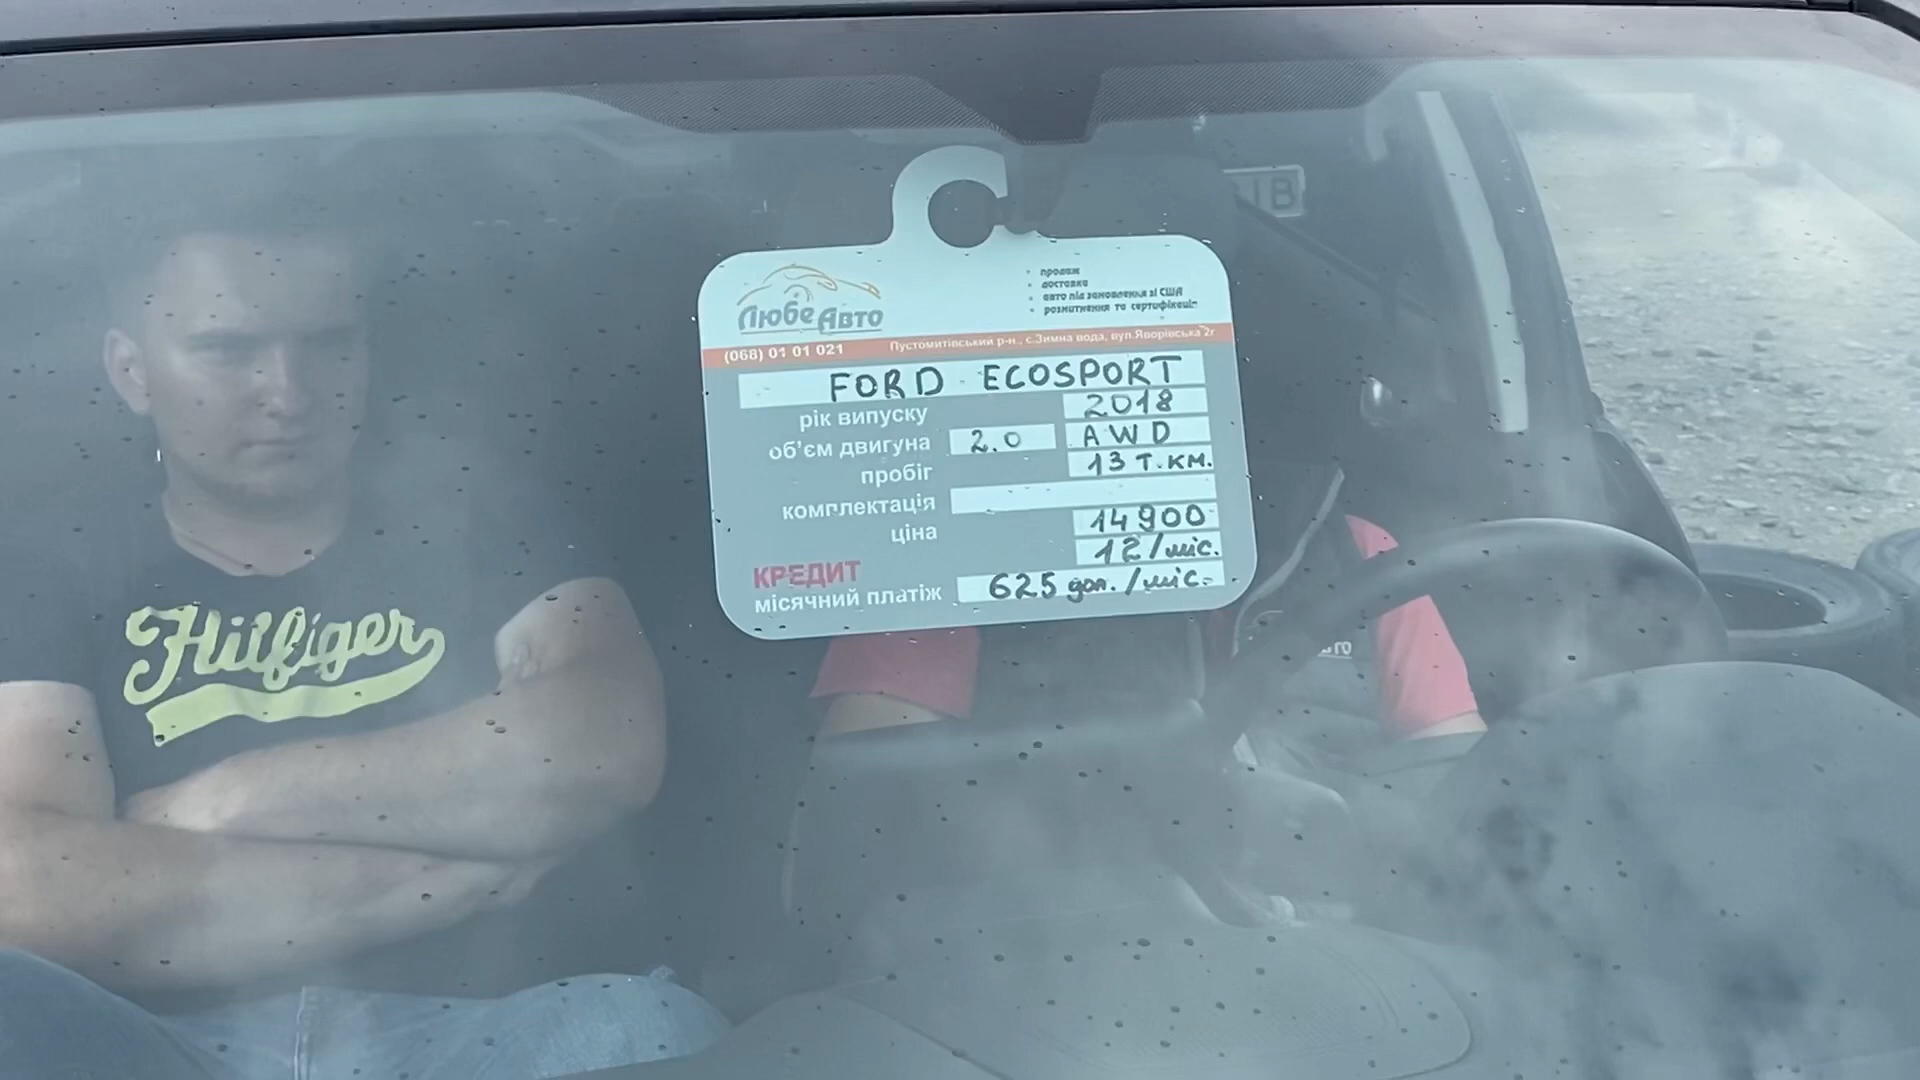 ІВ
ЛюбеАвто
• продаж
• доставка
• авто під замовлення зі США
• розмитнення та сертифікація
(068) 01 01 021
Пустомитівський р-н., с.Зимна вода, вул.Яворівська 2г
FORD ECOSPORT
рік випуску 2018
об'єм двигуна 2.0 AWD
пробіг 13 т.км.
комплектація
ціна 14900
12/міс.
КРЕДИТ
місячний платіж 625 дол./міс.
Hilfiger